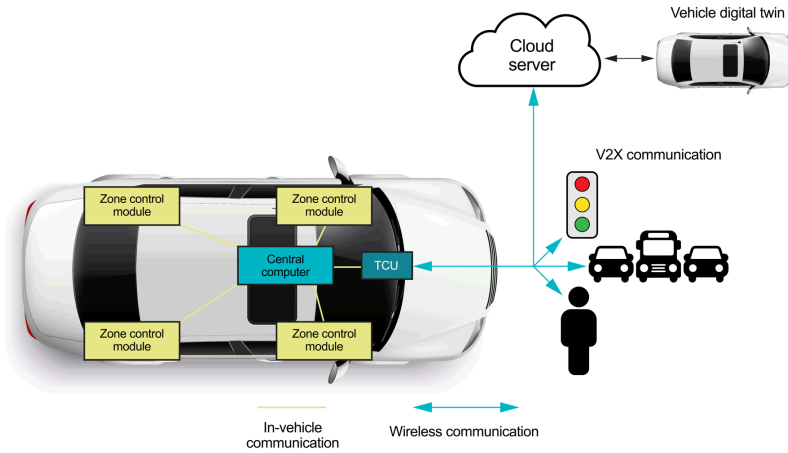 Vehicle digital twin
Cloud
server
V2X communication
Zone control
module
Zone control
module
Central
computer
TCU
Zone control
module
Zone control
module
In-vehicle
communication
Wireless communication